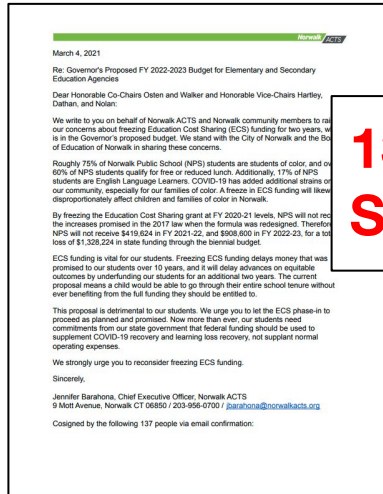 Norwalk ACTS
March 4, 2021
Re: Governor's Proposed FY 2022-2023 Budget for Elementary and Secondary
Education Agencies
Dear Honorable Co-Chairs Osten and Walker and Honorable Vice-Chairs Hartley,
Dathan, and Nolan:
We write to you on behalf of Norwalk ACTS and Norwalk community members to
our concerns about freezing Education Cost Sharing (ECS) funding for two years,
is in the Governor's proposed budget. We stand with the City of Norwalk and the
of Education of Norwalk in sharing these concerns.
Roughly 75% of Norwalk Public School (NPS) students are students of color, and
60% of NPS students qualify for free or reduced lunch. Additionally, 17% of NPS
students are English Language Learners. COVID-19 has added additional strains on
our community, especially for our families of color. A freeze in ECS funding will
disproportionately affect children and families of color in Norwalk.
By freezing the Education Cost Sharing grant at FY 2020-21 levels, NPS will not
the increases promised in the 2017 law when the formula was redesigned.
NPS will not receive $419,624 in FY 2021-22, and $908,600 in FY 2022-23, for a
loss of $1,328,224 in state funding through the biennial budget.
ECS funding is vital for our students. Freezing ECS funding delays money that was
promised to our students over 10 years, and it will delay advances on equitable
outcomes by underfunding our students for an additional two years. The current
proposal means a child would be able to go through their entire school tenure without
ever benefiting from the full funding they should be entitled to.
This proposal is detrimental to our students. We urge you to let the ECS phase-in to
proceed as planned and promised. Now more than ever, our students need
commitments from our state government that federal funding should be used to
supplement COVID-19 recovery and learning loss recovery, not supplant normal
operating expenses.
We strongly urge you to reconsider freezing ECS funding.
Sincerely,
Jennifer Barahona, Chief Executive Officer, Norwalk ACTS
9 Mott Avenue, Norwalk CT 06850 / 203-956-0700 / jbarahona@norwalkacts.org
Cosigned by the following 137 people via email confirmation: